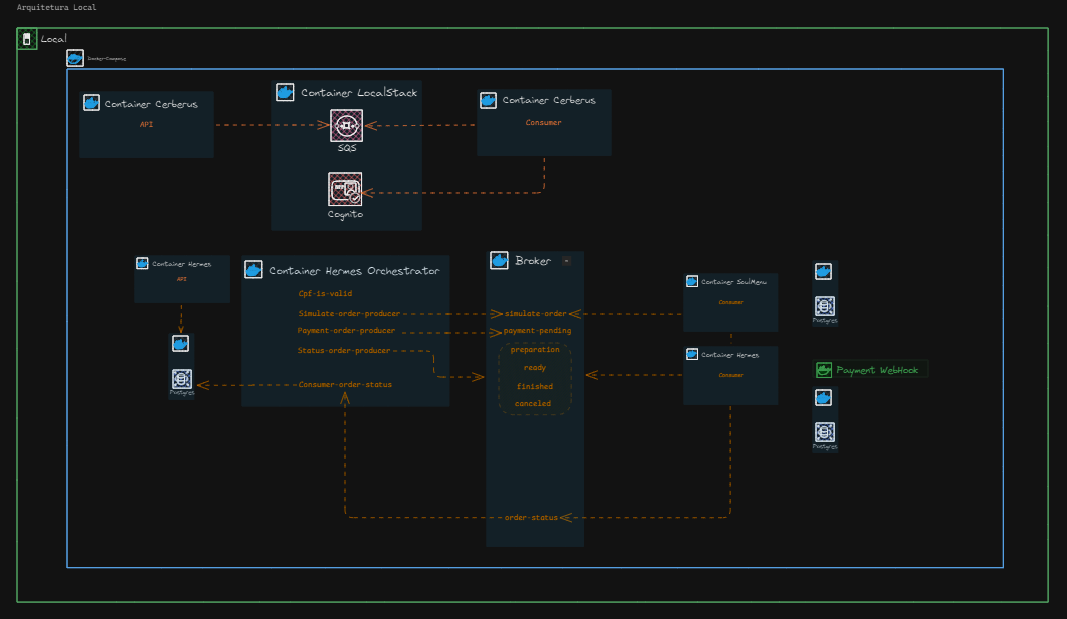 Arquitetura Local
Local
Docker-Compose
Container Cerberus
API
Container LocalStack
SQS
Cognito
Container Cerberus
Consumer
Container Hermes
API
Postgres
Container Hermes Orchestrator
Cpf-is-valid
Simulate-order-producer
Payment-order-producer
Status-order-producer
Consumer-order-status
Broker
simulate-order
payment-pending
preparation
ready
finished
canceled
order-status
Container SoulMenu
Consumer
Container Hermes
Consumer
Postgres
Payment WebHook
Postgres